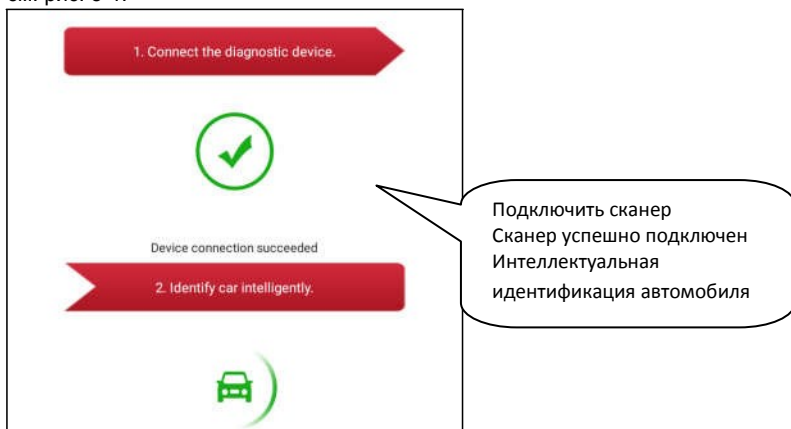 1. Connect the diagnostic device.
Device connection succeeded
2. Identify car intelligently.
Подключить сканер
Сканер успешно подключен
Интеллектуальная
идентификация автомобиля